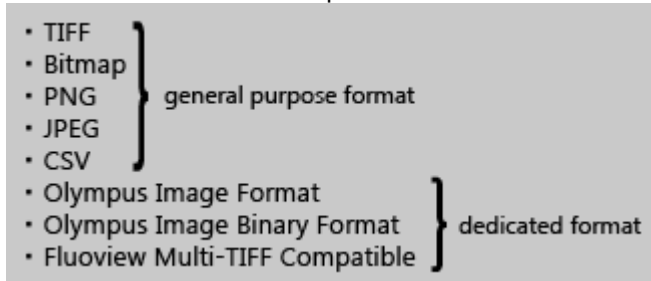 ・TIFF
・Bitmap
・PNG
general purpose format
・JPEG
・CSV
・Olympus Image Format
・Olympus Image Binary Format
dedicated format
・Fluoview Multi-TIFF Compatible